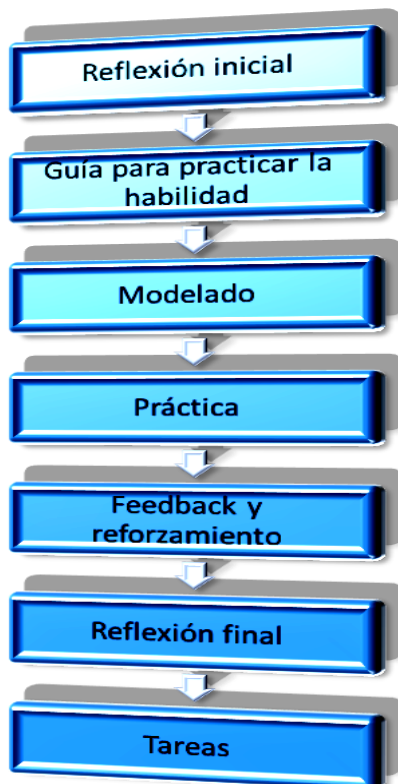 Reflexión inicial
Guía para practicar la
habilidad
Modelado
Práctica
Feedback y
reforzamiento
Reflexión final
Tareas